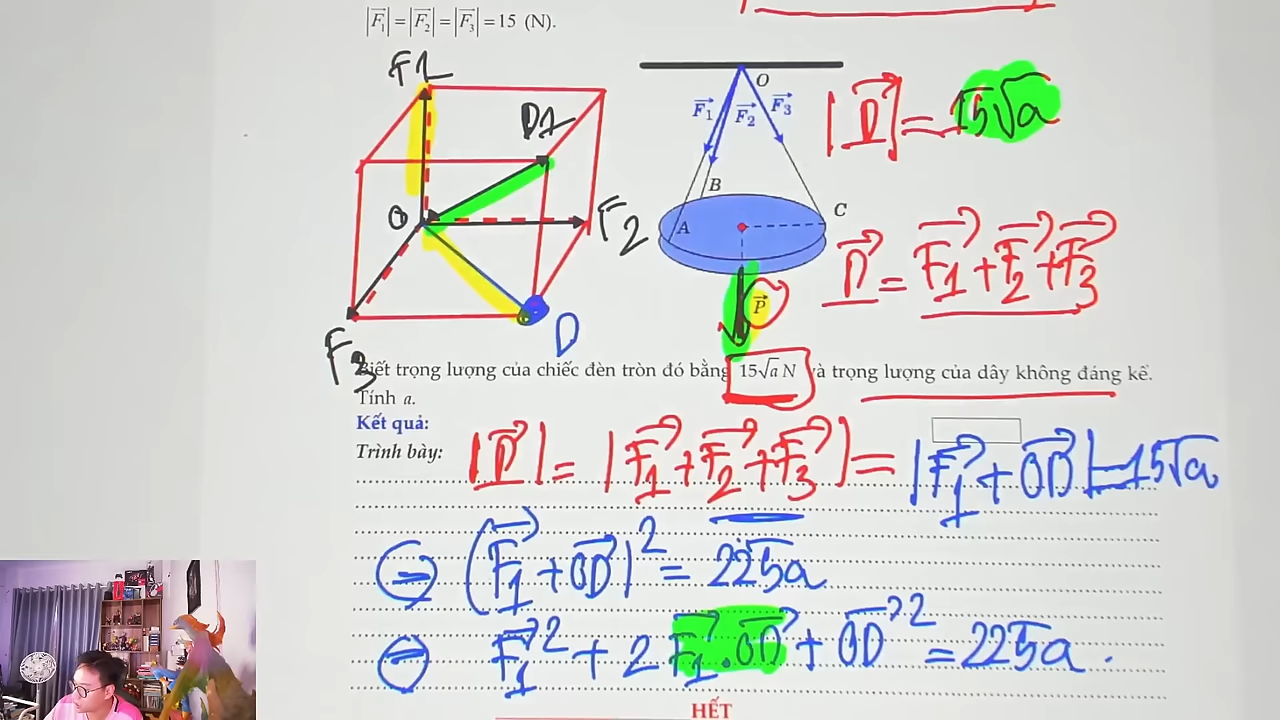 |F₁| = |F₂| = |F₃| = 15 (N).
F1
D1
O
F2
F3
D
O
F₁
F₂
F₃
B
A
C
P
|P| = 15√a
P = F₁ + F₂ + F₃
Biết trọng lượng của chiếc đèn tròn đó bằng 15√a N và trọng lượng của dây không đáng kể.
Tính a.
Kết quả:
Trình bày: |P| = |F₁ + F₂ + F₃| = |F₁ + OD| = 15√a
⇔ (F₁ + OD)² = 225a
⇔ F₁² + 2F₁.OD + OD² = 225a.
HẾT